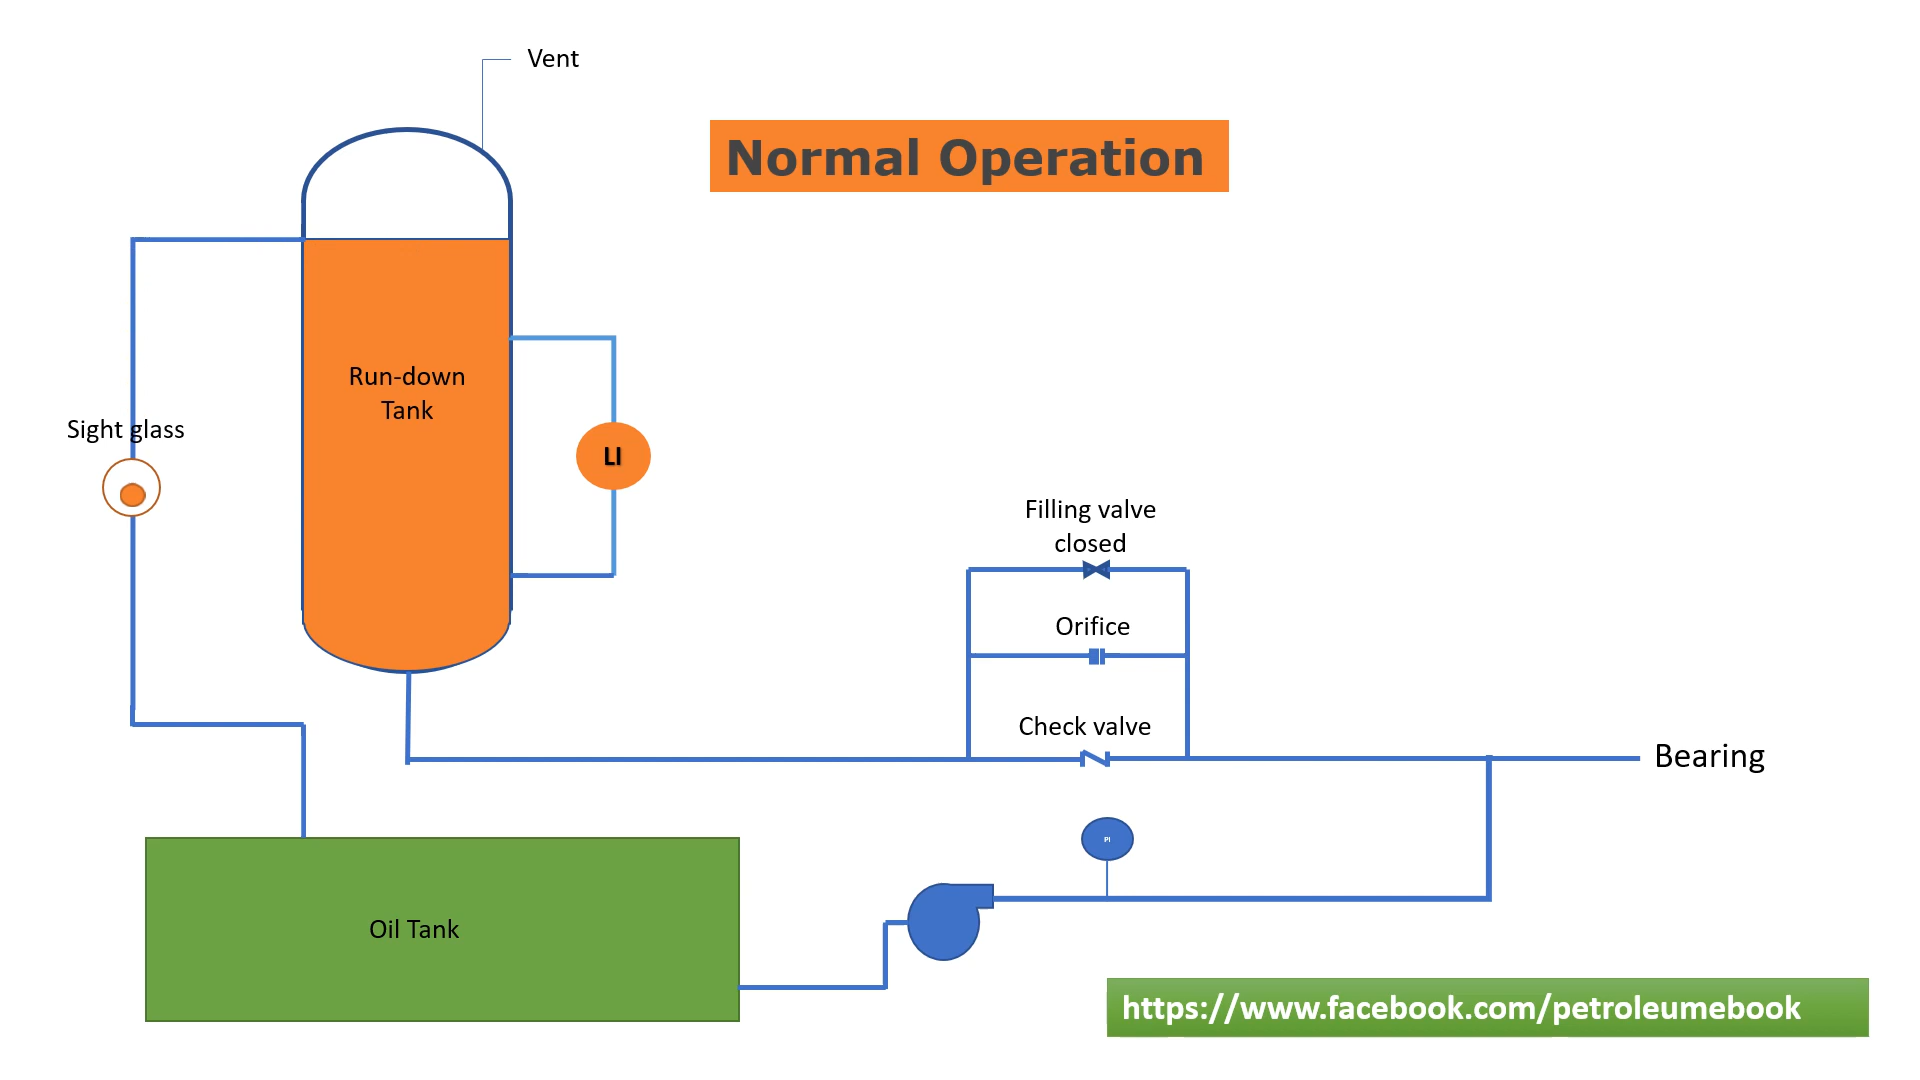 Vent
Normal Operation
Run-down
Tank
Sight glass
LI
Filling valve
closed
Orifice
Check valve
Bearing
PI
Oil Tank
https://www.facebook.com/petroleumebook